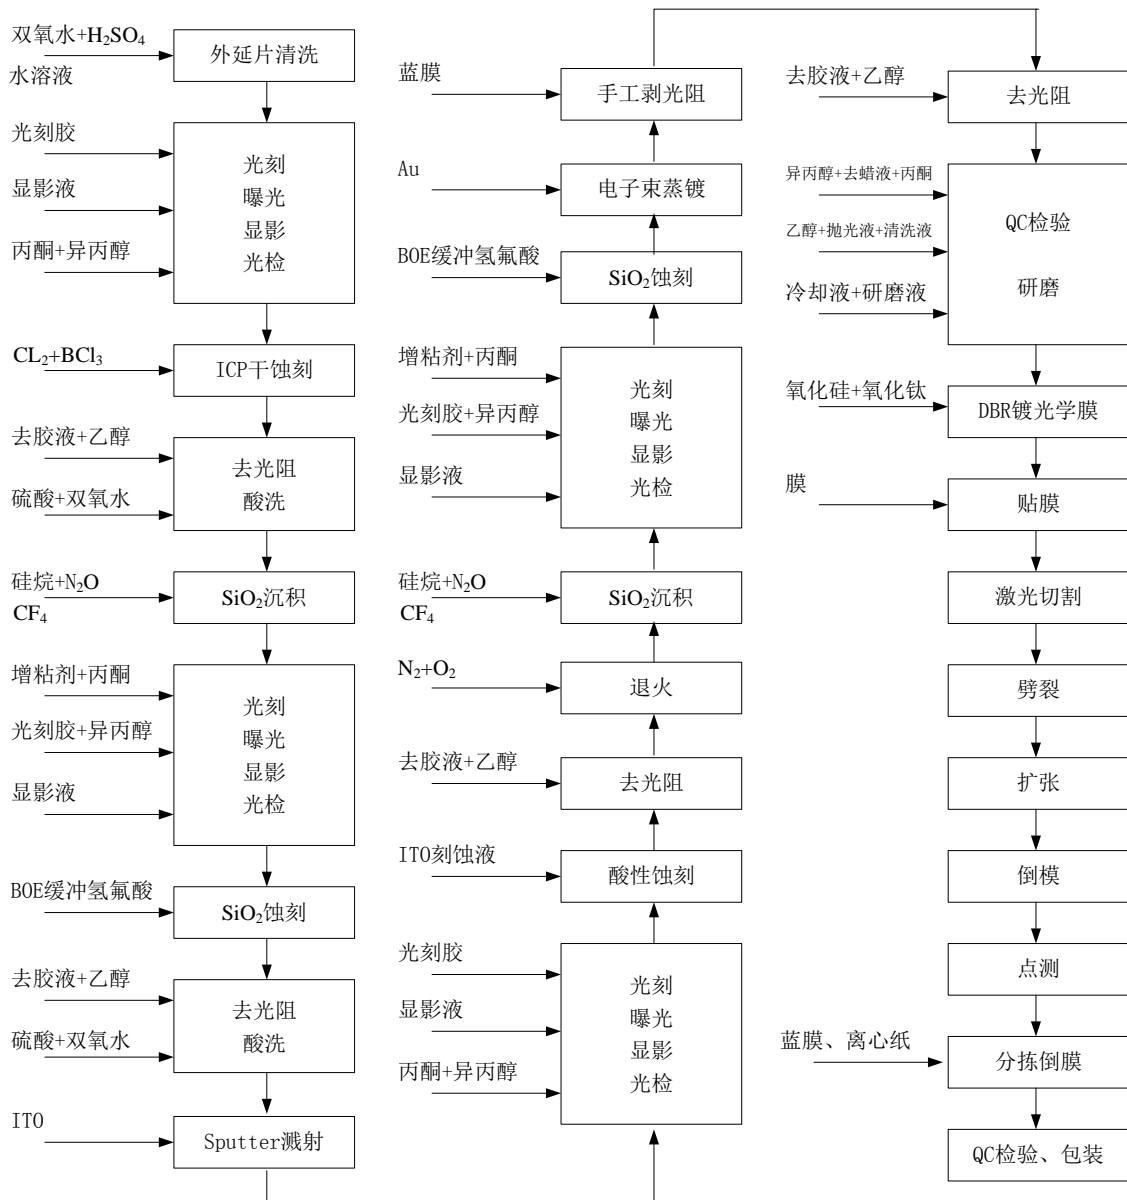 双氧水+H₂SO₄
水溶液
外延片清洗
光刻胶
显影液
丙酮+异丙醇
光刻
曝光
显影
光检
CL₂+BCl₃
ICP干蚀刻
去胶液+乙醇
硫酸+双氧水
去光阻
酸洗
硅烷+N₂O
CF₄
SiO₂沉积
增粘剂+丙酮
光刻胶+异丙醇
显影液
光刻
曝光
显影
光检
BOE缓冲氢氟酸
SiO₂蚀刻
去胶液+乙醇
硫酸+双氧水
去光阻
酸洗
ITO
Sputter溅射
光刻胶
显影液
丙酮+异丙醇
光刻
曝光
显影
光检
ITO刻蚀液
酸性蚀刻
去胶液+乙醇
去光阻
N₂+O₂
退火
硅烷+N₂O
CF₄
SiO₂沉积
增粘剂+丙酮
光刻胶+异丙醇
显影液
光刻
曝光
显影
光检
BOE缓冲氢氟酸
SiO₂蚀刻
Au
电子束蒸镀
蓝膜
手工剥光阻
去胶液+乙醇
去光阻
异丙醇+去蜡液+丙酮
乙醇+抛光液+清洗液
冷却液+研磨液
QC检验
研磨
氧化硅+氧化钛
DBR镀光学膜
膜
贴膜
激光切割
劈裂
扩张
倒模
点测
蓝膜、离心纸
分拣倒膜
QC检验、包装